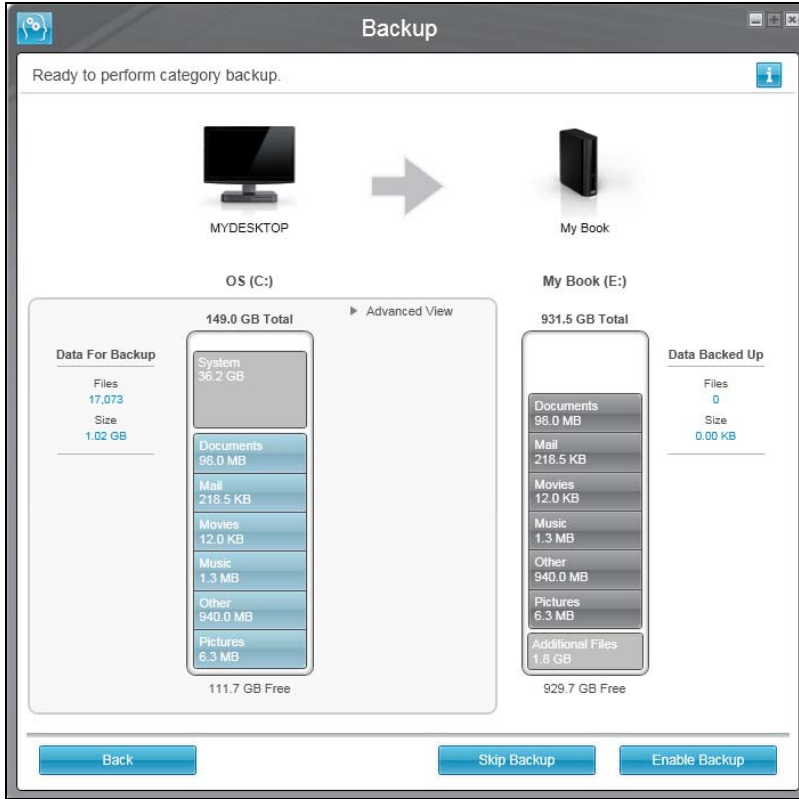 Backup
Ready to perform category backup.
MYDESKTOP
My Book
OS (C:)
My Book (E:)
149.0 GB Total
Advanced View
931.5 GB Total
Data For Backup
Files
17,073
Size
1.02 GB
System
36.2 GB
Documents
98.0 MB
Mail
218.5 KB
Movies
12.0 KB
Music
1.3 MB
Other
940.0 MB
Pictures
6.3 MB
111.7 GB Free
Documents
98.0 MB
Mail
218.5 KB
Movies
12.0 KB
Music
1.3 MB
Other
940.0 MB
Pictures
6.3 MB
Additional Files
1.8 GB
929.7 GB Free
Data Backed Up
Files
0
Size
0.00 KB
Back
Skip Backup
Enable Backup